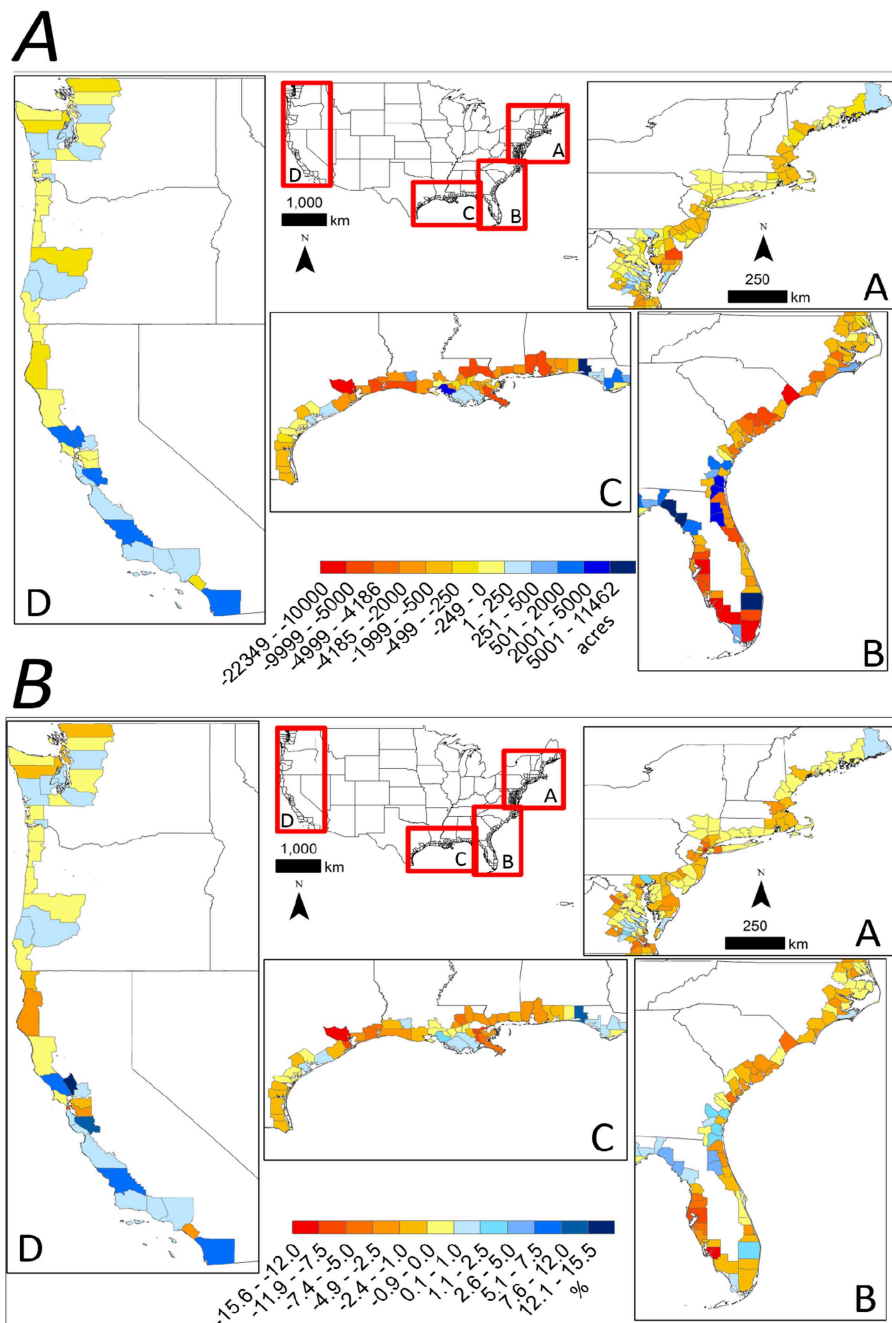 A
D
A
B
C
1,000
km
N
A
250
km
N
D
C
B
-22349 - -10000
-9999 - -5000
-4999 - -4186
-4185 - -2000
-1999 - -500
-499 - -250
-249 - 0
1 - 250
251 - 500
501 - 2000
2001 - 5000
5001 - 11462
acres
B
D
A
B
C
1,000
km
N
A
250
km
N
D
C
B
-15.6 - -12.0
-11.9 - -7.5
-7.4 - -5.0
-4.9 - -2.5
-2.4 - -1.0
-0.9 - 0.0
0.1 - 1.0
1.1 - 2.5
2.6 - 5.0
5.1 - 7.5
7.6 - 12.0
12.1 - 15.5
%